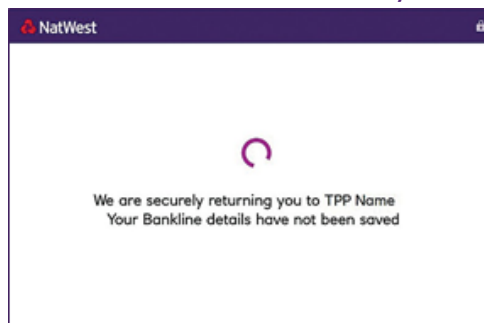 NatWest
We are securely returning you to TPP Name
Your Bankline details have not been saved